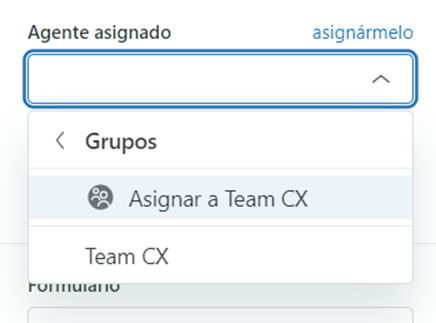 Agente asignado asignármelo
Grupos
Asignar a Team CX
Team CX
Formulario